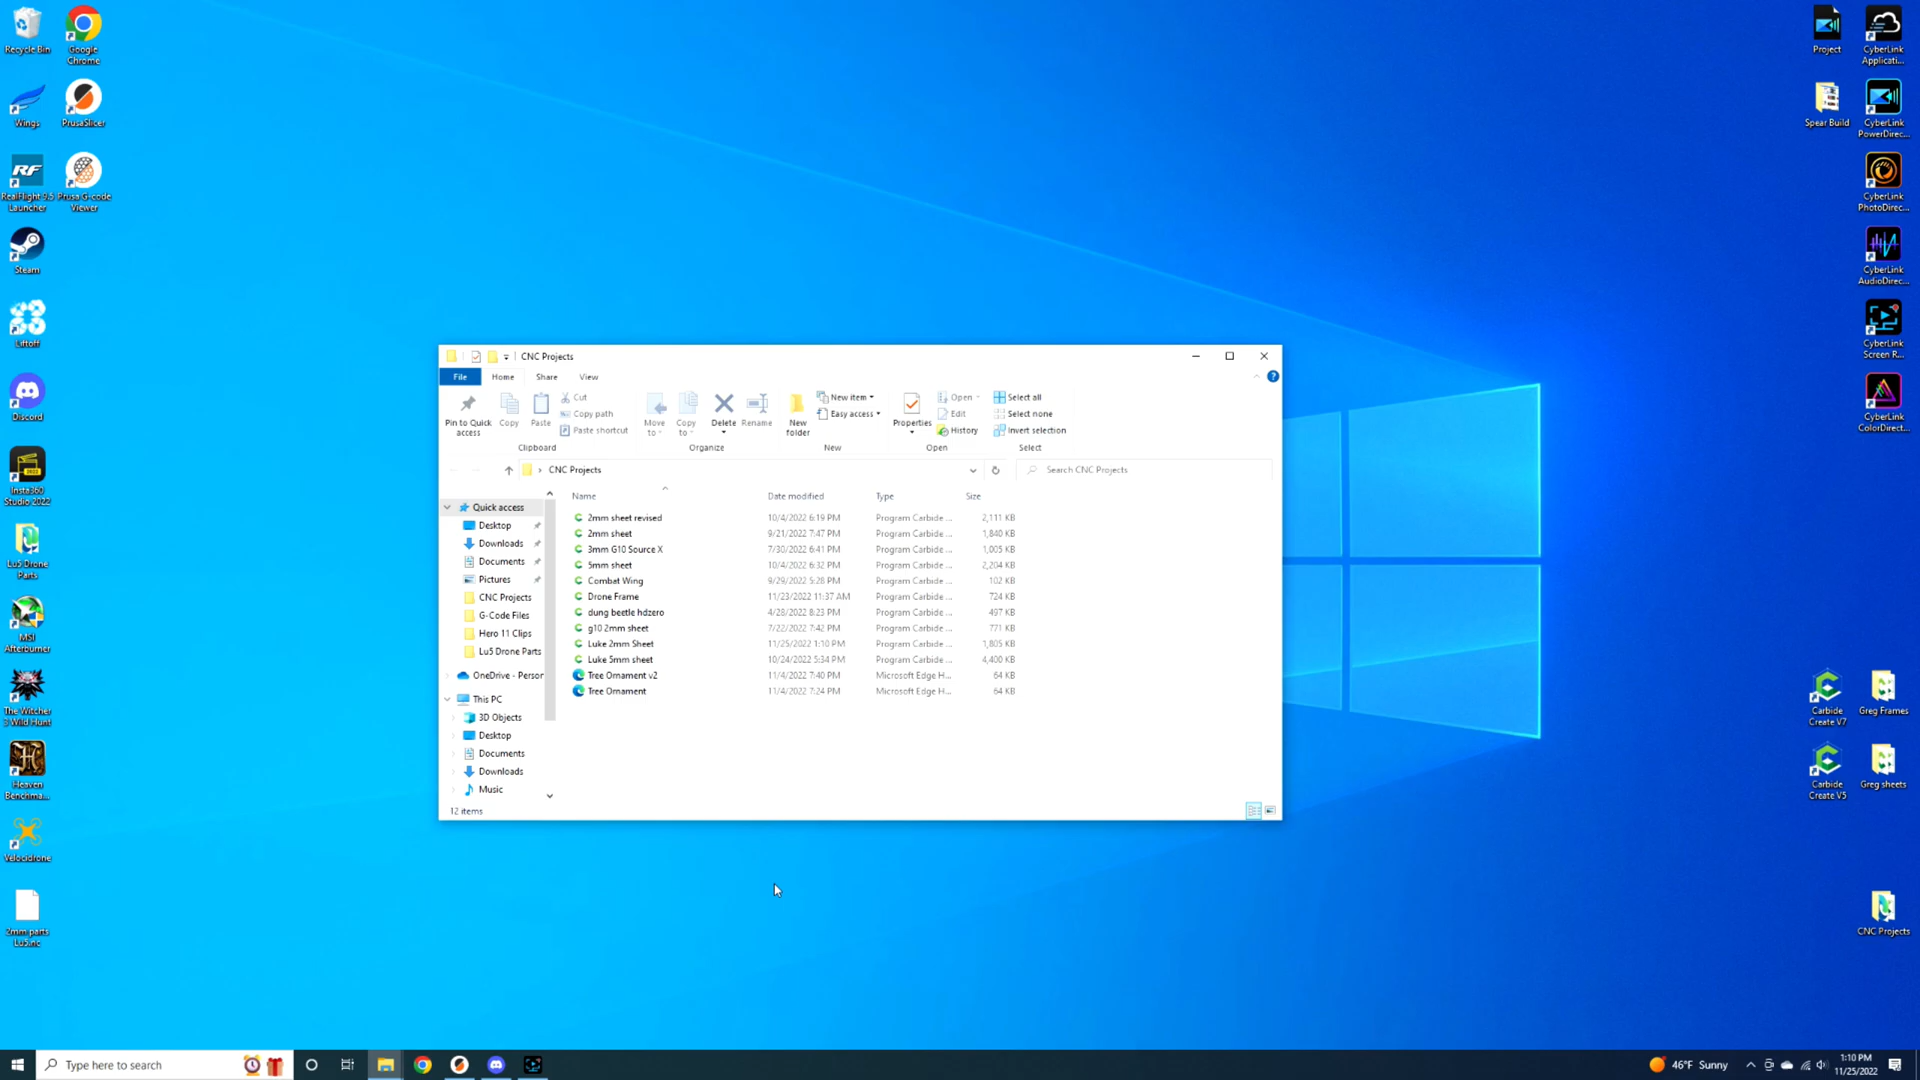 Recycle Bin
Google
Chrome
Wings
PrusaSlicer
RealFlight 9.5
Launcher
Prusa G-code
Viewer
Steam
Liftoff
Discord
Insta360
Studio 2022
Lu5 Drone
Parts
MSI
Afterburner
The Witcher
3 Wild Hunt
Heaven
Benchma...
Velocidrone
2mm parts
Lu5.nc
Project
CyberLink
Applicati...
Spear Build
CyberLink
PowerDirec...
CyberLink
PhotoDirec...
CyberLink
AudioDirec...
CyberLink
Screen R...
CyberLink
ColorDirect...
Carbide
Create V7
Greg Frames
Carbide
Create V5
Greg sheets
CNC Projects
CNC Projects
File Home Share View
Pin to Quick
access
Copy
Paste
Cut
Copy path
Paste shortcut
Clipboard
Move
to
Copy
to
Delete
Rename
Organize
New
folder
New item
Easy access
New
Properties
Open
Edit
History
Open
Select all
Select none
Invert selection
Select
CNC Projects
Search CNC Projects
Quick access
Desktop
Downloads
Documents
Pictures
CNC Projects
G-Code Files
Hero 11 Clips
Lu5 Drone Parts
OneDrive - Person
This PC
3D Objects
Desktop
Documents
Downloads
Music
Name Date modified Type Size
2mm sheet revised 10/4/2022 6:19 PM Program Carbide ... 2,111 KB
2mm sheet 9/21/2022 7:47 PM Program Carbide ... 1,840 KB
3mm G10 Source X 7/30/2022 6:41 PM Program Carbide ... 1,005 KB
5mm sheet 10/4/2022 6:32 PM Program Carbide ... 2,204 KB
Combat Wing 9/29/2022 5:28 PM Program Carbide ... 102 KB
Drone Frame 11/23/2022 11:37 AM Program Carbide ... 724 KB
dung beetle hdzero 4/28/2022 8:23 PM Program Carbide ... 497 KB
g10 2mm sheet 7/22/2022 7:42 PM Program Carbide ... 771 KB
Luke 2mm Sheet 11/25/2022 1:10 PM Program Carbide ... 1,805 KB
Luke 5mm sheet 10/24/2022 5:34 PM Program Carbide ... 4,400 KB
Tree Ornament v2 11/4/2022 7:40 PM Microsoft Edge H... 64 KB
Tree Ornament 11/4/2022 7:24 PM Microsoft Edge H... 64 KB
12 items
Type here to search
46°F Sunny
1:10 PM
11/25/2022